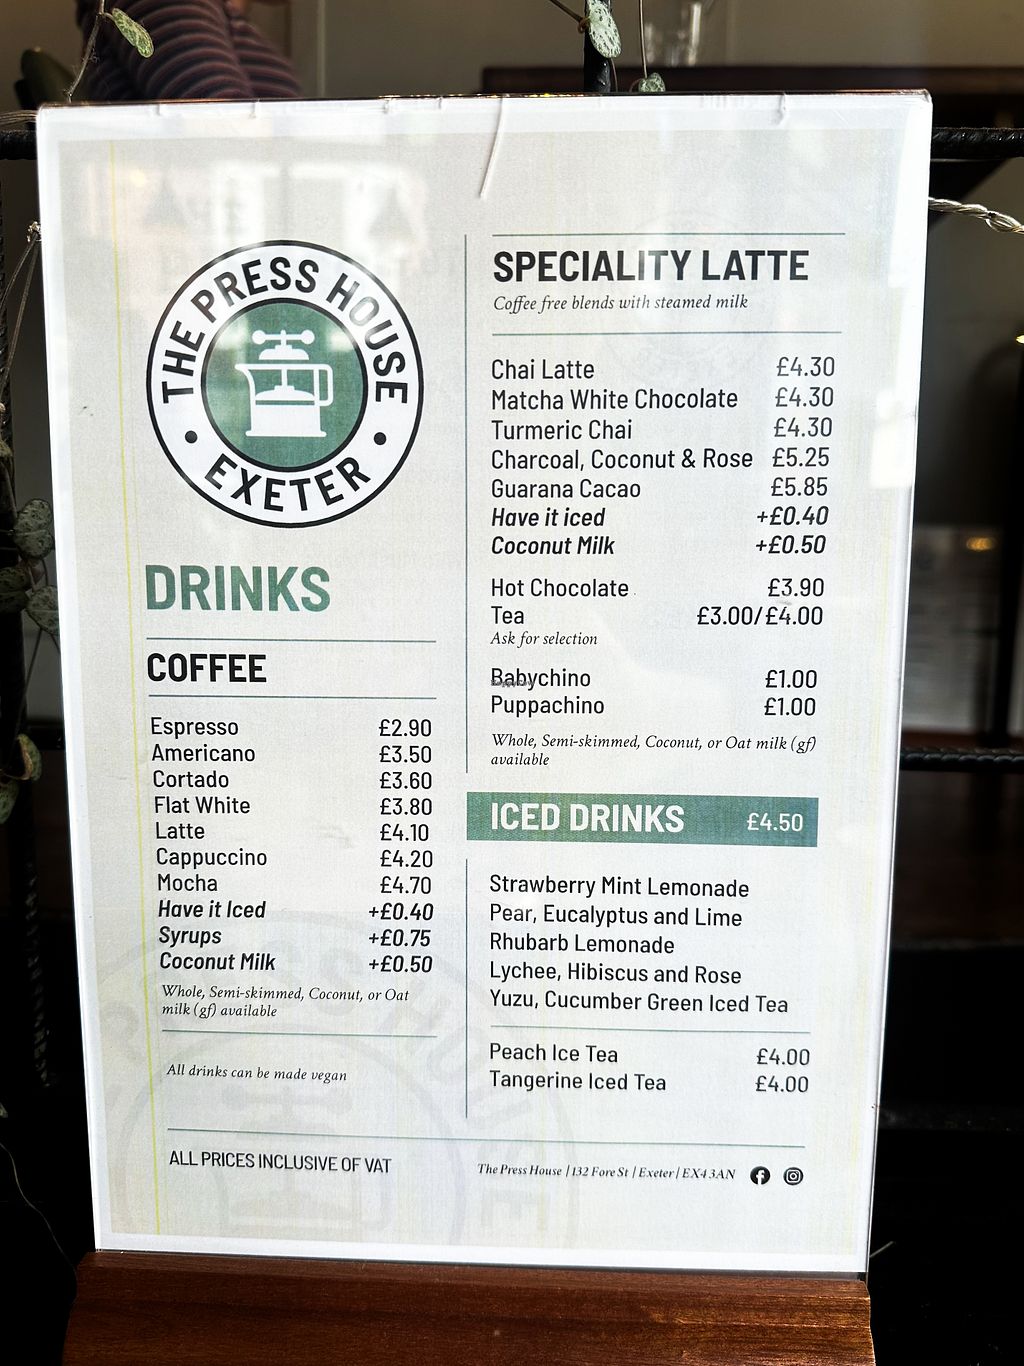 THE PRESS HOUSE
EXETER
DRINKS
COFFEE
Espresso £2.90
Americano £3.50
Cortado £3.60
Flat White £3.80
Latte £4.10
Cappuccino £4.20
Mocha £4.70
Have it Iced +£0.40
Syrups +£0.75
Coconut Milk +£0.50
Whole, Semi-skimmed, Coconut, or Oat
milk (gf) available
All drinks can be made vegan
SPECIALITY LATTE
Coffee free blends with steamed milk
Chai Latte £4.30
Matcha White Chocolate £4.30
Turmeric Chai £4.30
Charcoal, Coconut & Rose £5.25
Guarana Cacao £5.85
Have it iced +£0.40
Coconut Milk +£0.50
Hot Chocolate £3.90
Tea £3.00/£4.00
Ask for selection
Babychino £1.00
Puppachino £1.00
Whole, Semi-skimmed, Coconut, or Oat milk (gf)
available
ICED DRINKS £4.50
Strawberry Mint Lemonade
Pear, Eucalyptus and Lime
Rhubarb Lemonade
Lychee, Hibiscus and Rose
Yuzu, Cucumber Green Iced Tea
Peach Ice Tea £4.00
Tangerine Iced Tea £4.00
ALL PRICES INCLUSIVE OF VAT
The Press House | 132 Fore St | Exeter | EX4 3AN